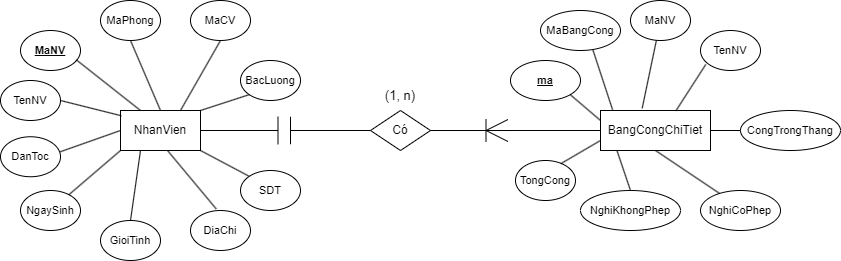 MaPhong
MaCV
MaNV
BacLuong
TenNV
NhanVien
DanToc
NgaySinh
GioiTinh
DiaChi
SDT
(1, n)
Có
MaBangCong
MaNV
TenNV
ma
BangCongChiTiet
CongTrongThang
TongCong
NghiKhongPhep
NghiCoPhep